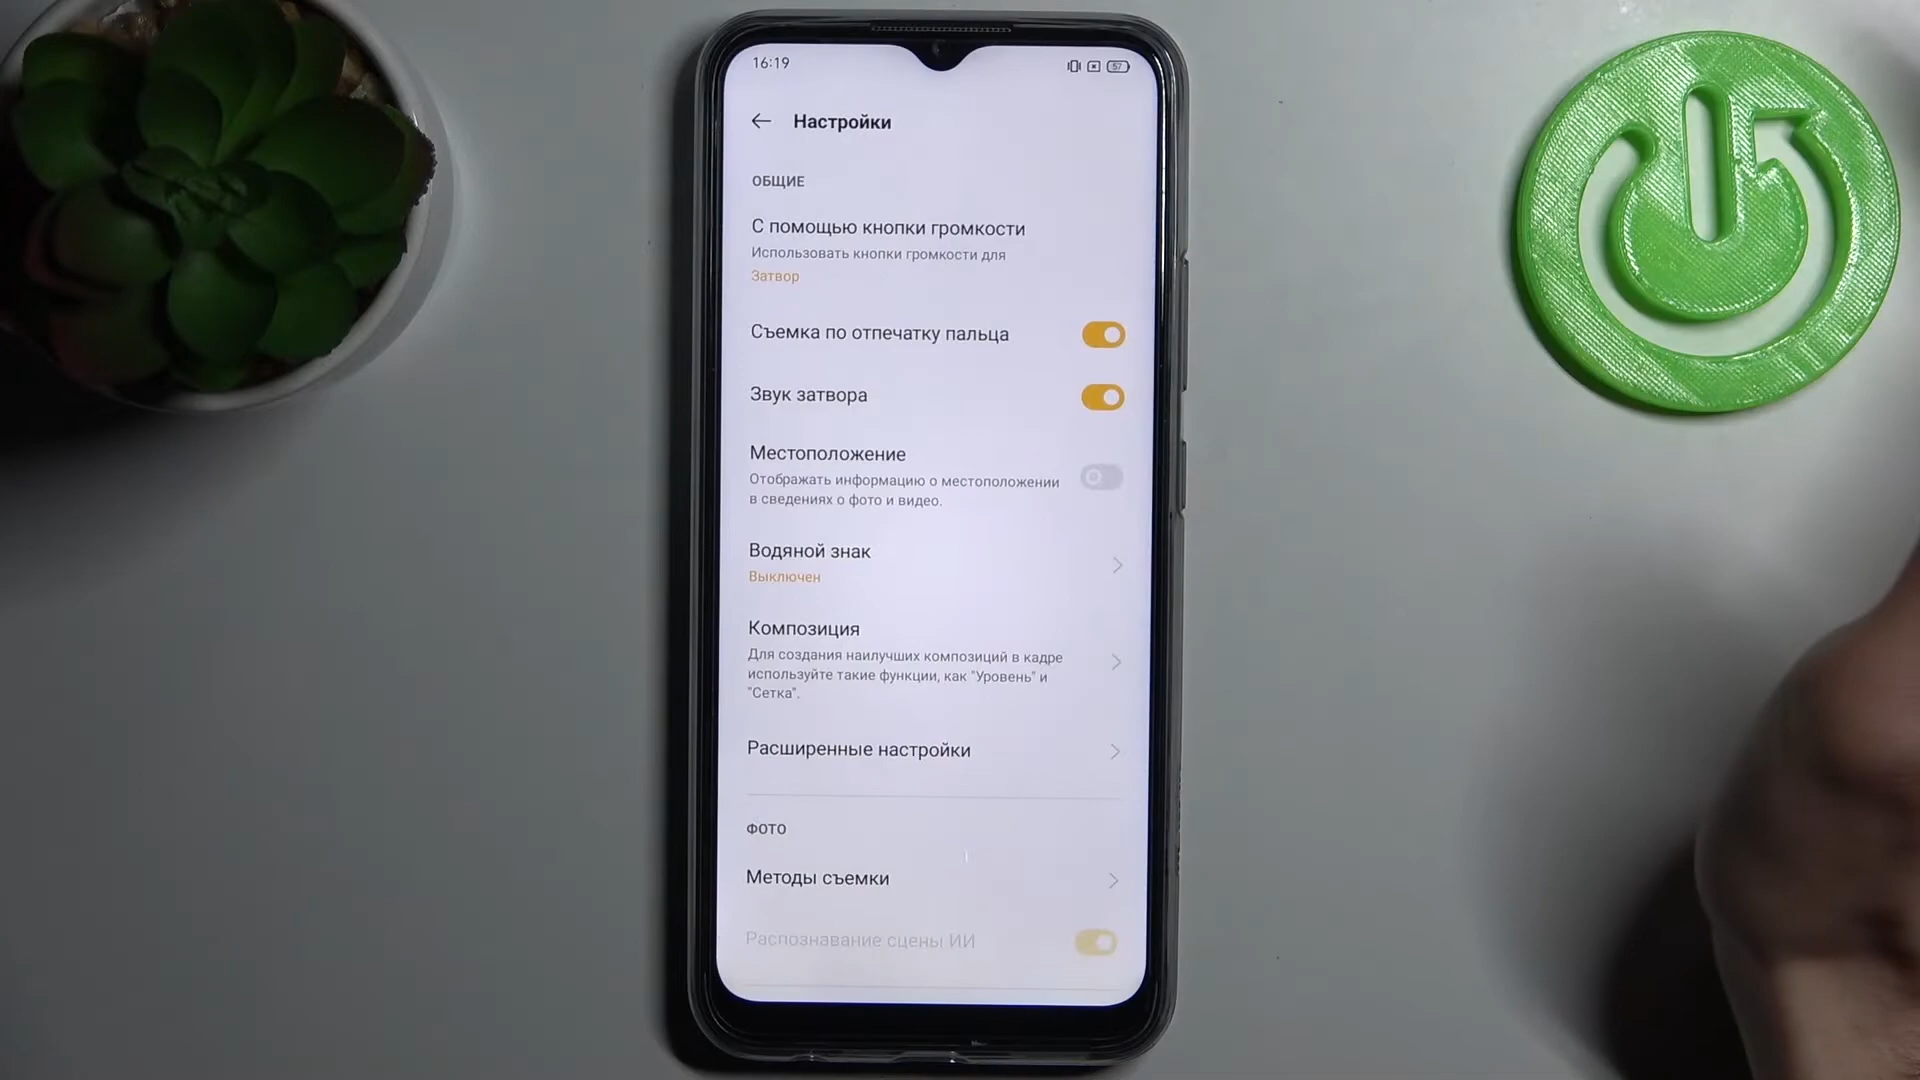 16:19
57
Настройки
ОБЩИЕ
С помощью кнопки громкости
Использовать кнопки громкости для
Затвор
Съемка по отпечатку пальца
Звук затвора
Местоположение
Отображать информацию о местоположении
в сведениях о фото и видео.
Водяной знак
Выключен
Композиция
Для создания наилучших композиций в кадре
используйте такие функции, как "Уровень" и
"Сетка".
Расширенные настройки
ФОТО
Методы съемки
Распознавание сцены ИИ